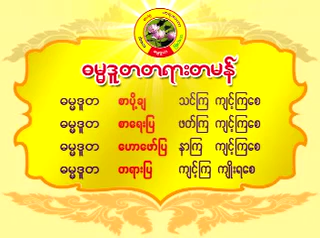 ဓမ္မဒူတတရားတမန်
ဓမ္မဒူတ စာပို့ချ သင်ကြ ကျင့်ကြစေ
ဓမ္မဒူတ စာရေးပြ ဖတ်ကြ ကျင့်ကြစေ
ဓမ္မဒူတ ဟောဖော်ပြ နာကြ ကျင့်ကြစေ
ဓမ္မဒူတ တရားပြ ကျင့်ကြ ကျိုးရစေ